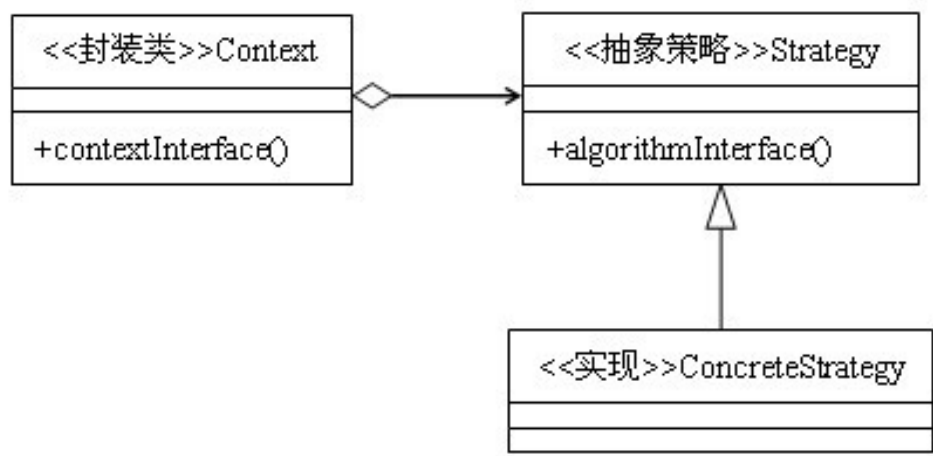 <<封装类>>Context
+contextInterface()
<<抽象策略>>Strategy
+algorithmInterface()
<<实现>>ConcreteStrategy